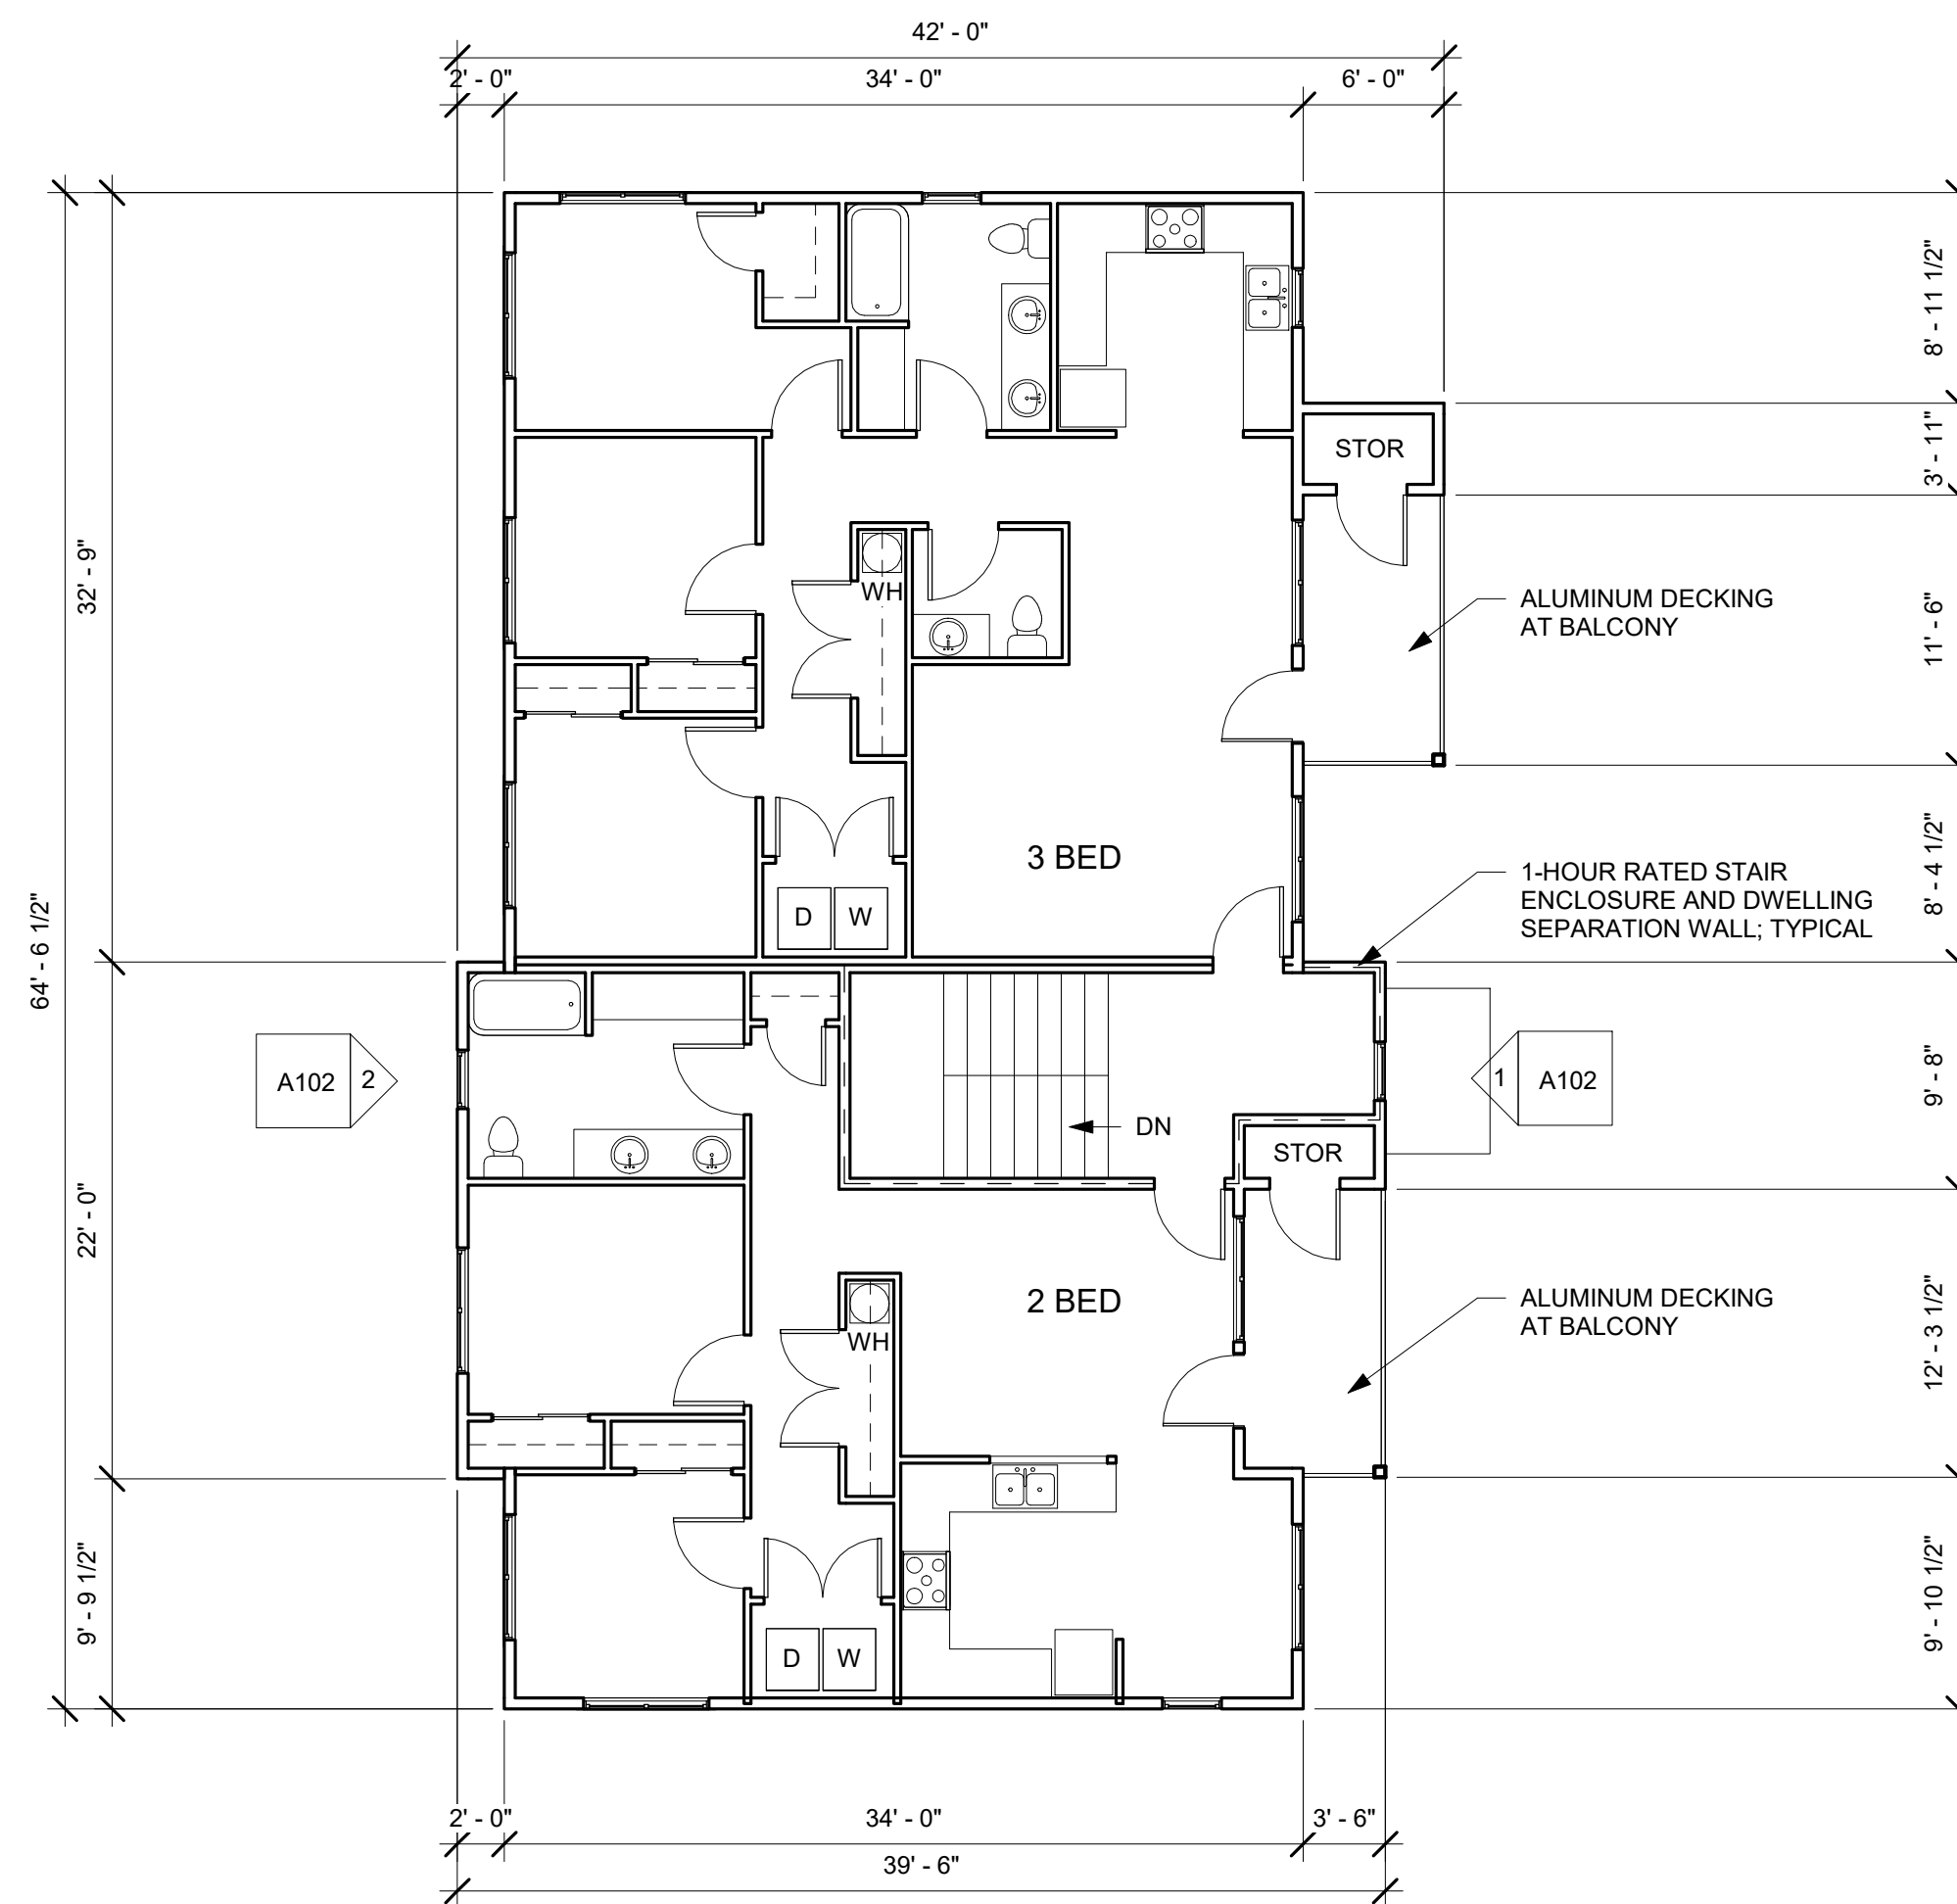 42' - 0"
2' - 0"
34' - 0"
6' - 0"
8' - 11 1/2"
STOR
3' - 11"
32' - 9"
WH
ALUMINUM DECKING
AT BALCONY
11' - 6"
3 BED
1-HOUR RATED STAIR
ENCLOSURE AND DWELLING
SEPARATION WALL; TYPICAL
8' - 4 1/2"
D
W
64' - 6 1/2"
A102
2
1
A102
9' - 8"
DN
STOR
22' - 0"
2 BED
ALUMINUM DECKING
AT BALCONY
12' - 3 1/2"
WH
9' - 9 1/2"
9' - 10 1/2"
D
W
2' - 0"
34' - 0"
3' - 6"
39' - 6"